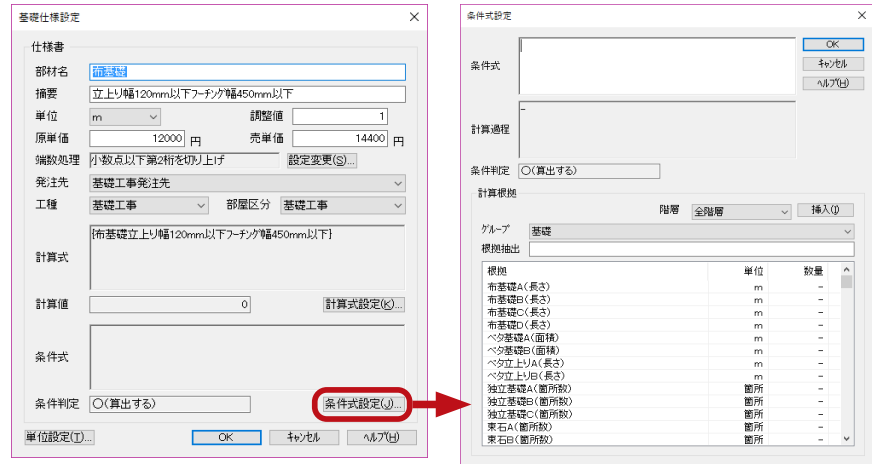 基礎仕様設定
仕様書
部材名 布基礎
摘要 立上り幅120mm以下フーチング幅450mm以下
単位 m 調整値 1
原単価 12000 円 売単価 14400 円
端数処理 小数点以下第2桁を切り上げ 設定変更(S)...
発注先 基礎工事発注先
工種 基礎工事 部屋区分 基礎工事
計算式 {布基礎立上り幅120mm以下フーチング幅450mm以下}
計算値 0 計算式設定(K)...
条件式
条件判定 〇(算出する) 条件式設定(J)...
単位設定(T)... OK キャンセル ヘルプ(H)
条件式設定
条件式
OK
キャンセル
ヘルプ(H)
計算過程 -
条件判定 〇(算出する)
計算根拠
階層 全階層 挿入(I)
グループ 基礎
根拠抽出
根拠 単位 数量
布基礎A(長さ) m -
布基礎B(長さ) m -
布基礎C(長さ) m -
布基礎D(長さ) m -
ベタ基礎A(面積) m -
ベタ基礎B(面積) m -
ベタ立上りA(長さ) m -
ベタ立上りB(長さ) m -
独立基礎A(箇所数) 箇所 -
独立基礎B(箇所数) 箇所 -
独立基礎C(箇所数) 箇所 -
束石A(箇所数) 箇所 -
束石B(箇所数) 箇所 -